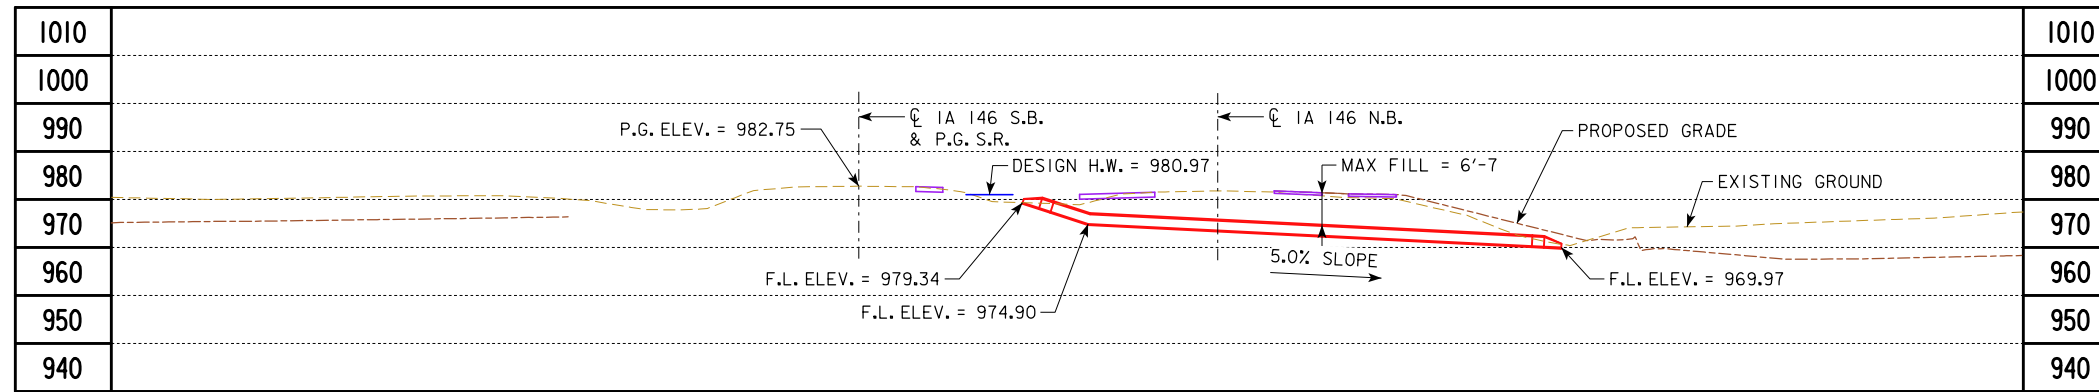 1010 1010
1000 1000
990 990
980 980
970 970
960 960
950 950
940 940
P.G. ELEV. = 982.75
℄ IA 146 S.B.
& P.G. S.R.
℄ IA 146 N.B.
PROPOSED GRADE
DESIGN H.W. = 980.97
MAX FILL = 6'-7
EXISTING GROUND
5.0% SLOPE
F.L. ELEV. = 979.34
F.L. ELEV. = 969.97
F.L. ELEV. = 974.90